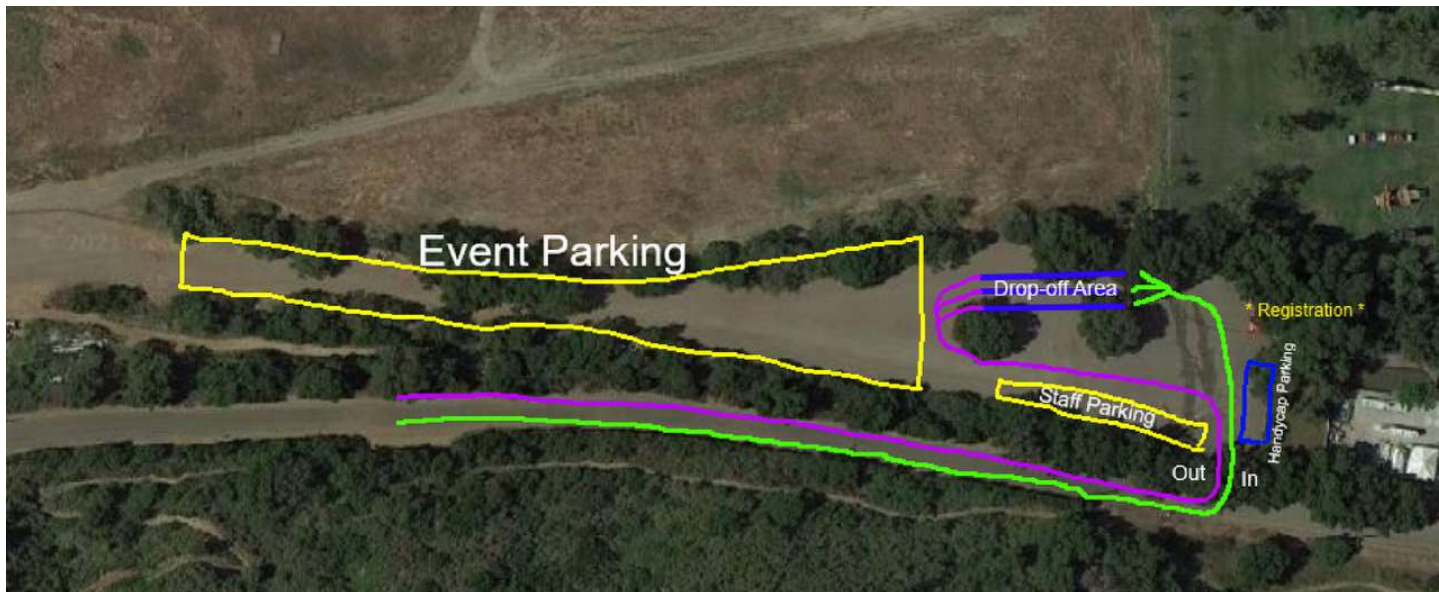 Event Parking
Drop-off Area
* Registration *
Staff Parking
Handycap Parking
Out
In